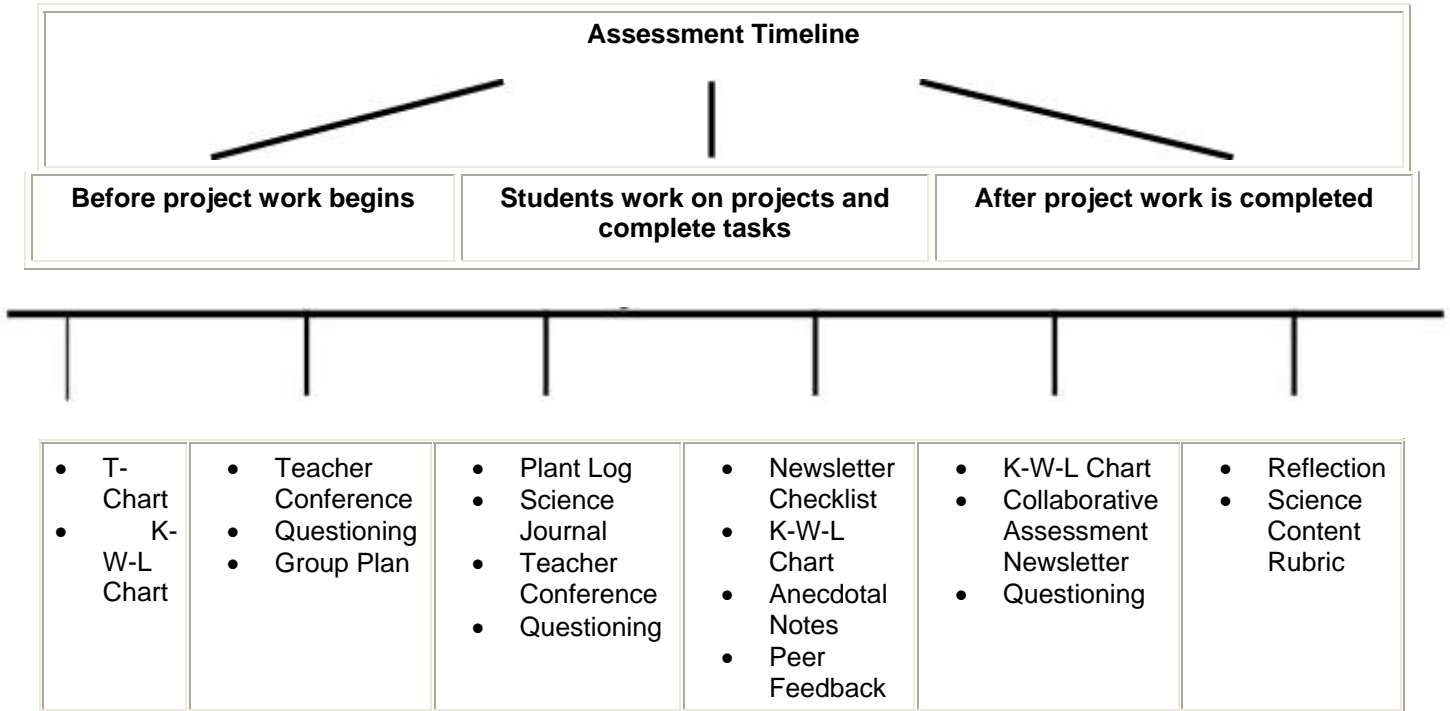 Assessment Timeline
Before project work begins
Students work on projects and
complete tasks
After project work is completed
• T-
Chart
• K-
W-L
Chart
• Teacher
Conference
• Questioning
• Group Plan
• Plant Log
• Science
Journal
• Teacher
Conference
• Questioning
• Newsletter
Checklist
• K-W-L
Chart
• Anecdotal
Notes
• Peer
Feedback
• K-W-L Chart
• Collaborative
Assessment
Newsletter
• Questioning
• Reflection
• Science
Content
Rubric